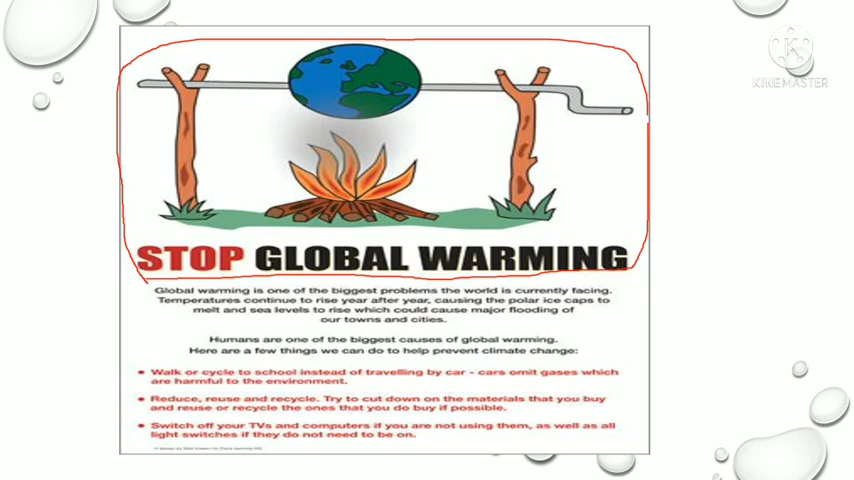 KINEMASTER
STOP GLOBAL WARMING
Global warming is one of the biggest problems the world is currently facing.
Temperatures continue to rise year after year, causing the polar ice caps to
melt and sea levels to rise which could cause major flooding of
our towns and cities.
Humans are one of the biggest causes of global warming.
Here are a few things we can do to help prevent climate change:
• Walk or cycle to school instead of travelling by car - cars omit gases which
are harmful to the environment.
• Reduce, reuse and recycle. Try to cut down on the materials that you buy
and reuse or recycle the ones that you do buy if possible.
• Switch off your TVs and computers if you are not using them, as well as all
light switches if they do not need to be on.